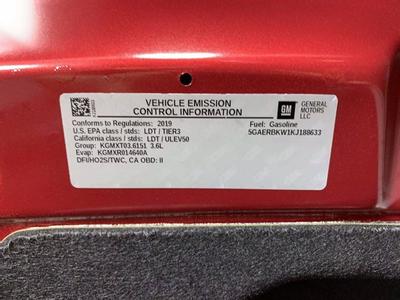 VEHICLE EMISSION
CONTROL INFORMATION
GM
GENERAL
MOTORS
LLC
Conforms to Regulations: 2019
Fuel: Gasoline
U.S. EPA class / stds: LDT / TIER3
5GAERBKW1KJ188633
California class / stds: LDT / ULEV50
Group: KGMXT03.6151 3.6L
Evap: KGMXR014640A
DFI/HO2S/TWC, CA OBD: II